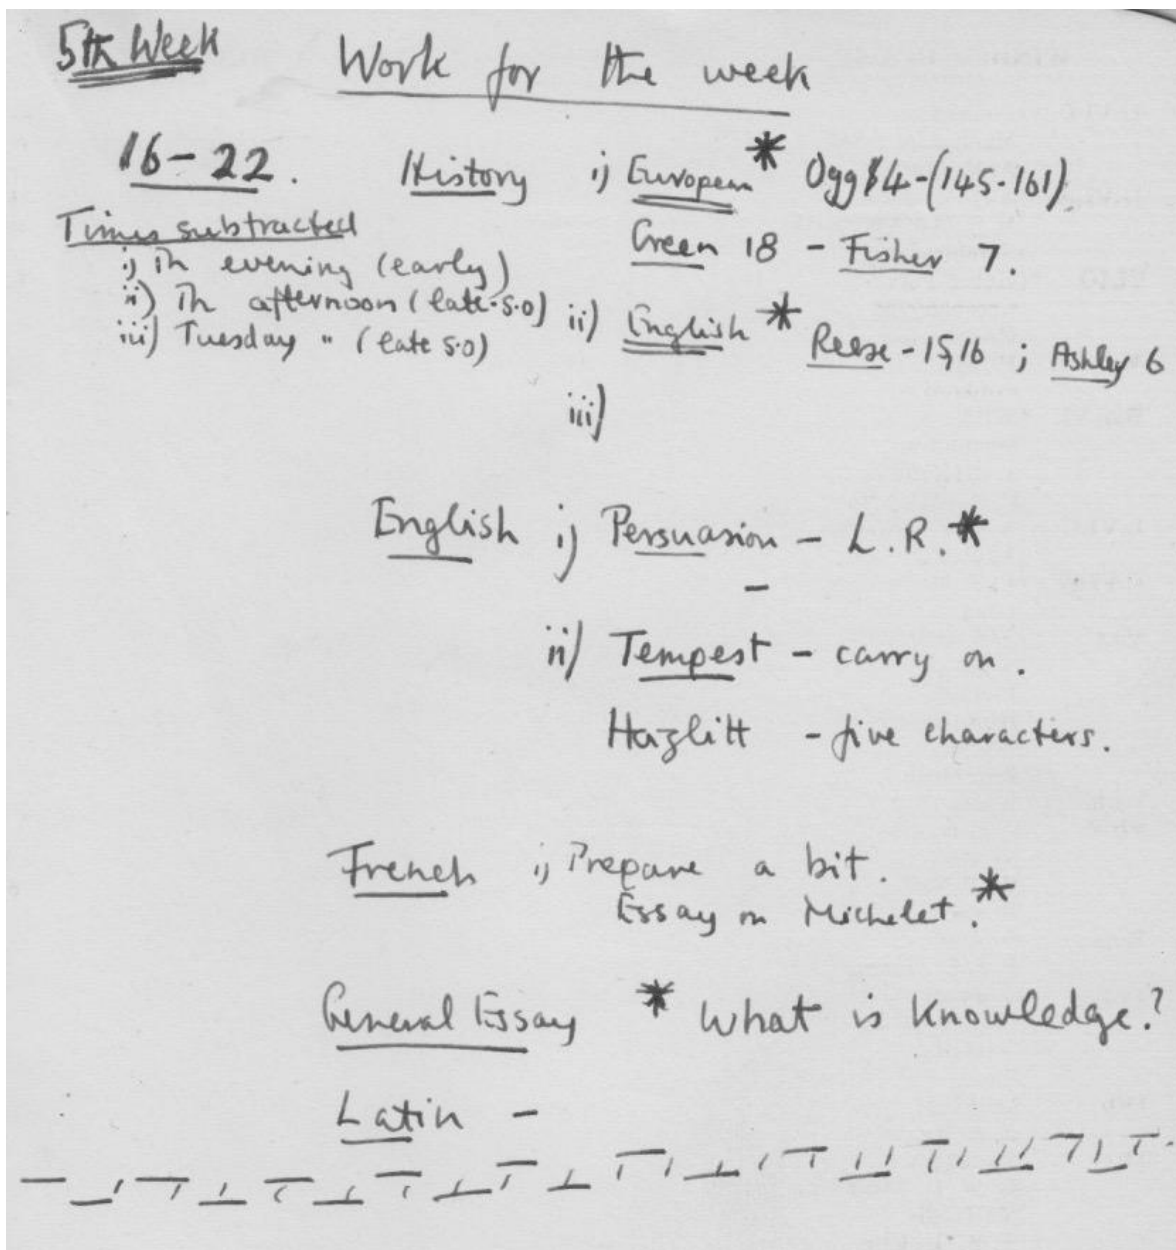 5th Week
Work for the week
16-22. History i) European * Ogg 4-(145-161)
Times subtracted
i) in evening (early) Green 18 - Fisher 7.
ii) in afternoon (late.5.0)
iii) Tuesday " (late 5.0) ii) English * Reese - 15,16 ; Ashley 6
iii)
English i) Persuasion - L.R. *
ii) Tempest - carry on.
Hazlitt - five characters.
French i) Prepare a bit.
Essay on Michelet. *
General Essay * What is Knowledge?
Latin -